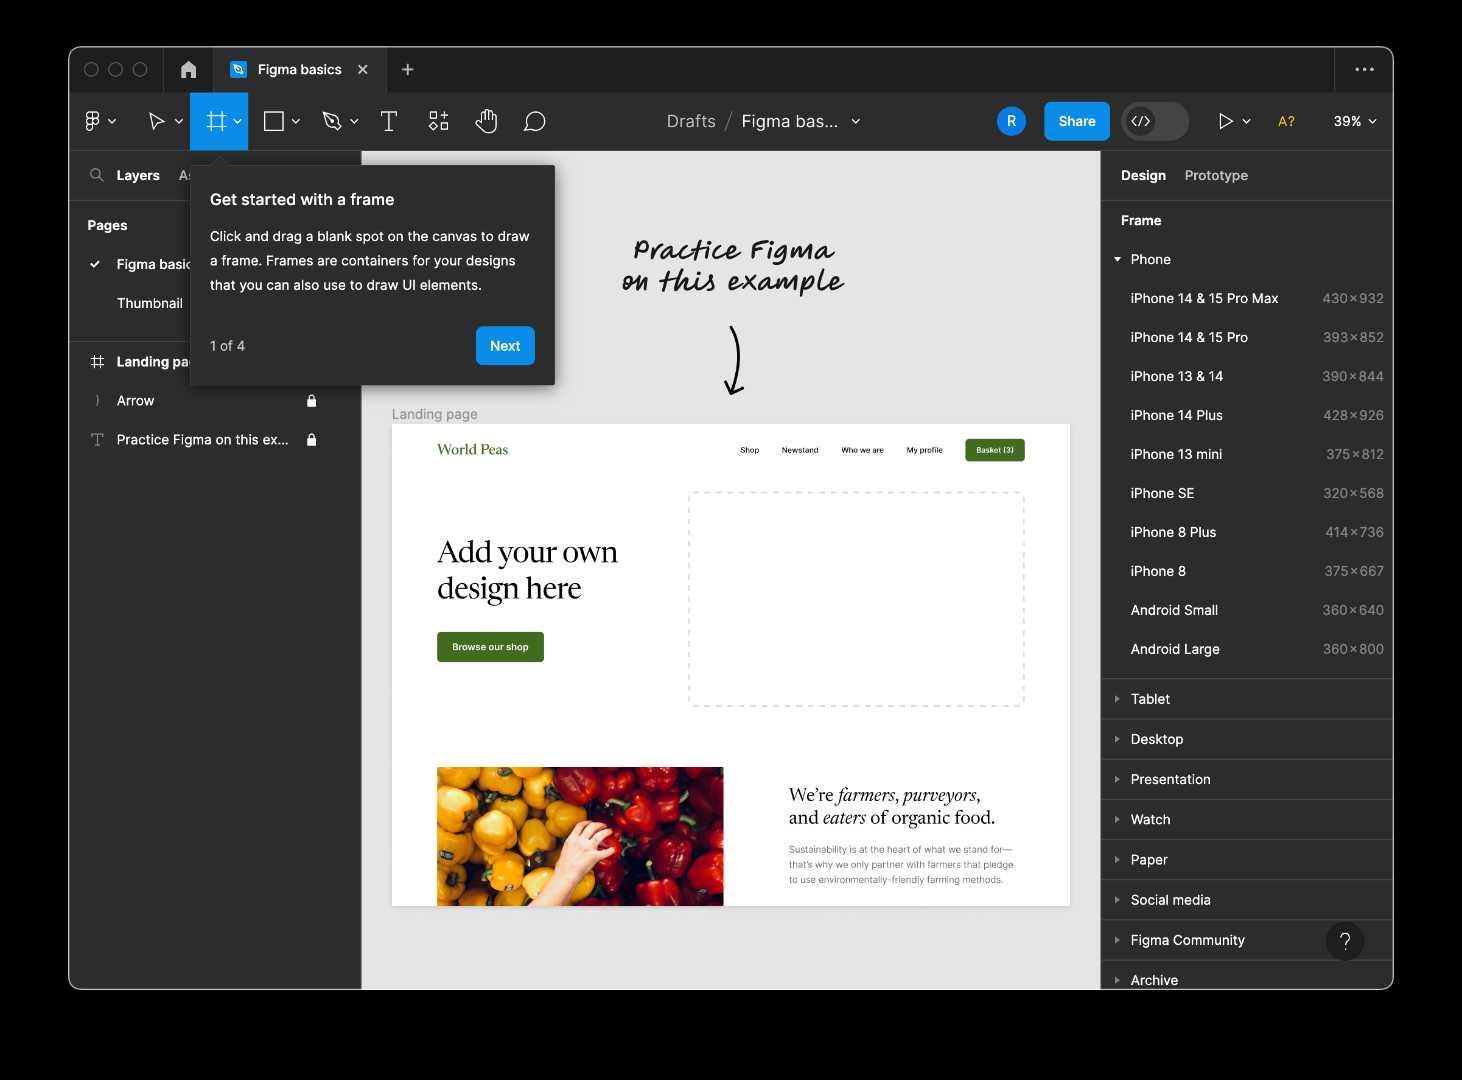 Figma basics
Drafts / Figma bas...
R
Share
A?
39%
Layers
As
Pages
Figma basic
Thumbnail
Landing pa
Arrow
Practice Figma on this ex...
Get started with a frame
Click and drag a blank spot on the canvas to draw
a frame. Frames are containers for your designs
that you can also use to draw UI elements.
1 of 4
Next
Practice Figma
on this example
Landing page
World Peas
Shop
Newstand
Who we are
My profile
Basket (3)
Add your own
design here
Browse our shop
We're farmers, purveyors,
and eaters of organic food.
Sustainability is at the heart of what we stand for—
that's why we only partner with farmers that pledge
to use environmentally-friendly farming methods.
Design
Prototype
Frame
Phone
iPhone 14 & 15 Pro Max 430×932
iPhone 14 & 15 Pro 393×852
iPhone 13 & 14 390×844
iPhone 14 Plus 428×926
iPhone 13 mini 375×812
iPhone SE 320×568
iPhone 8 Plus 414×736
iPhone 8 375×667
Android Small 360×640
Android Large 360×800
Tablet
Desktop
Presentation
Watch
Paper
Social media
Figma Community
?
Archive